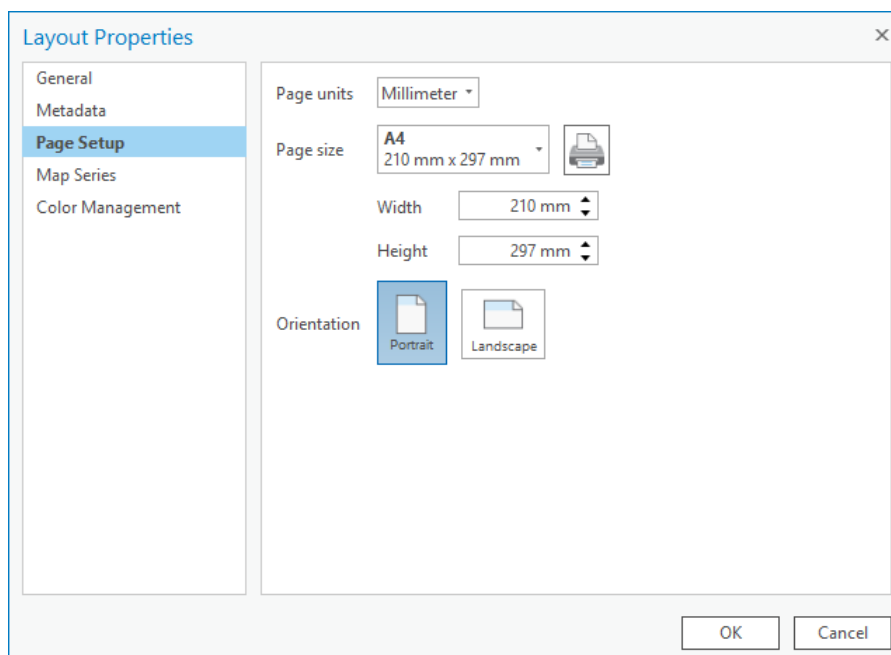 Layout Properties
General
Metadata
Page Setup
Map Series
Color Management
Page units
Millimeter
Page size
A4
210 mm x 297 mm
Width
210 mm
Height
297 mm
Orientation
Portrait
Landscape
OK
Cancel